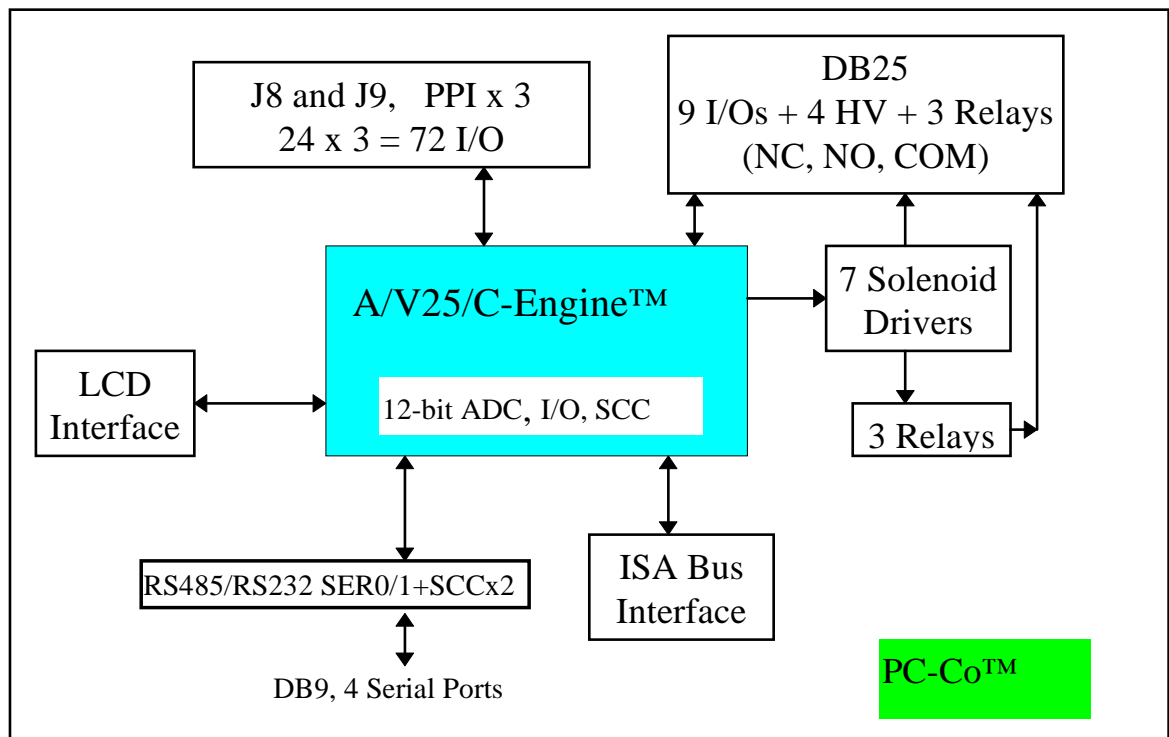 J8 and J9, PPI x 3
24 x 3 = 72 I/O
DB25
9 I/Os + 4 HV + 3 Relays
(NC, NO, COM)
A/V25/C-Engine™
12-bit ADC, I/O, SCC
7 Solenoid
Drivers
LCD
Interface
3 Relays
RS485/RS232 SER0/1+SCCx2
ISA Bus
Interface
DB9, 4 Serial Ports
PC-Co™